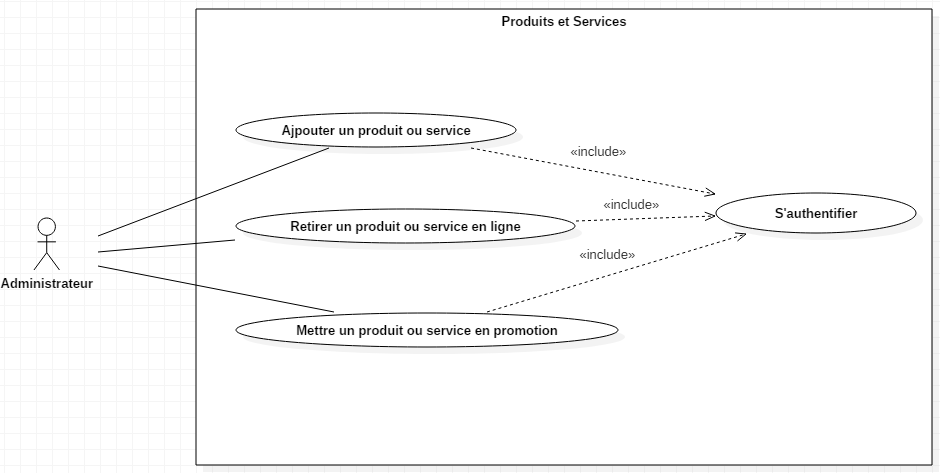 Produits et Services
Ajpouter un produit ou service
«include»
«include»
S'authentifier
Retirer un produit ou service en ligne
«include»
Administrateur
Mettre un produit ou service en promotion